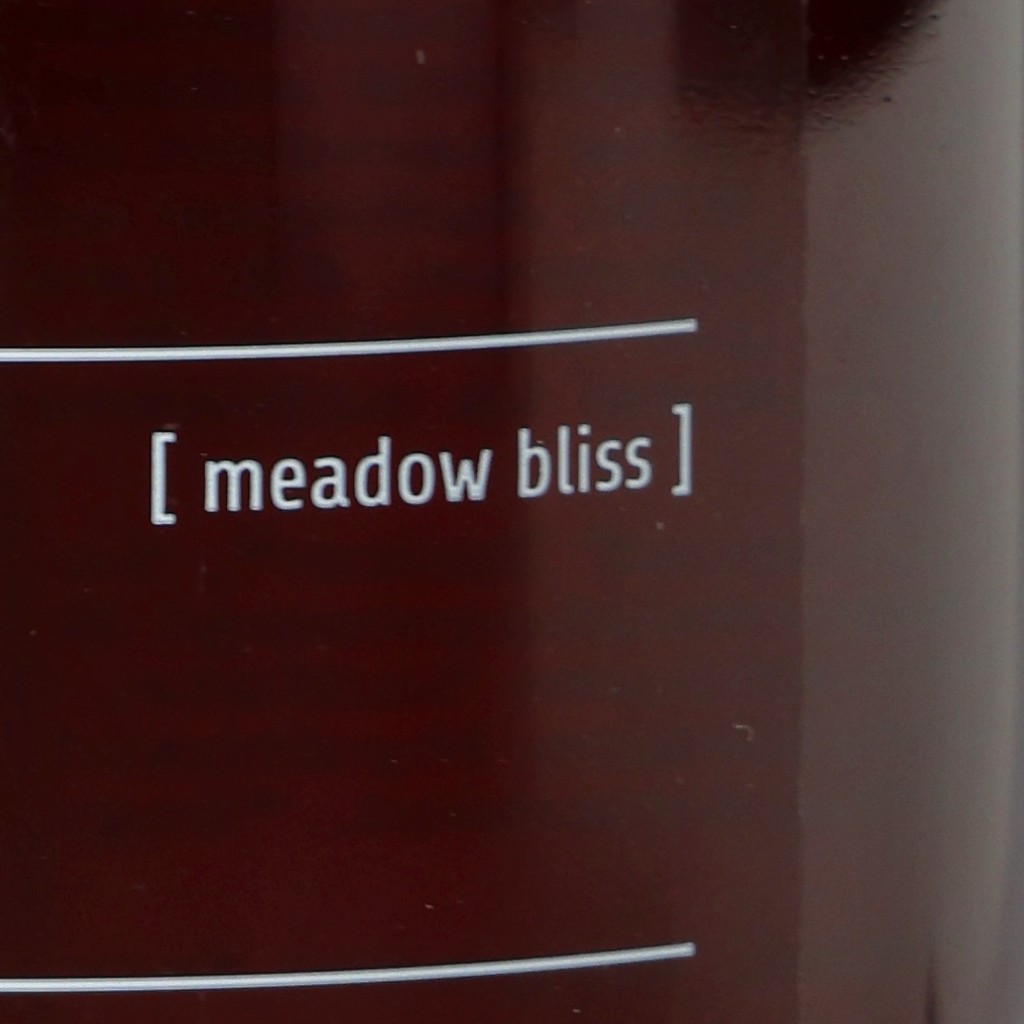 [ meadow bliss ]